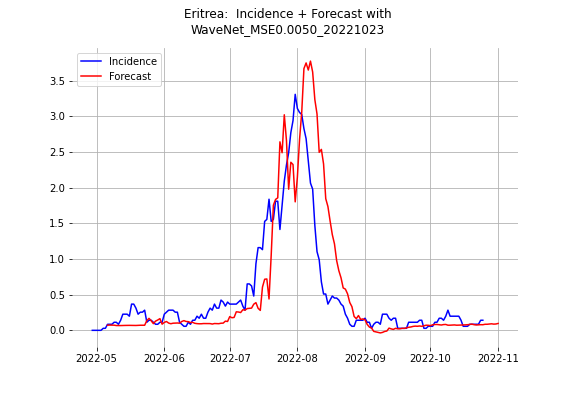 Eritrea:  Incidence + Forecast with
WaveNet_MSE0.0050_20221023
Incidence
Forecast
3.5
3.0
2.5
2.0
1.5
1.0
0.5
0.0
2022-05 2022-06 2022-07 2022-08 2022-09 2022-10 2022-11